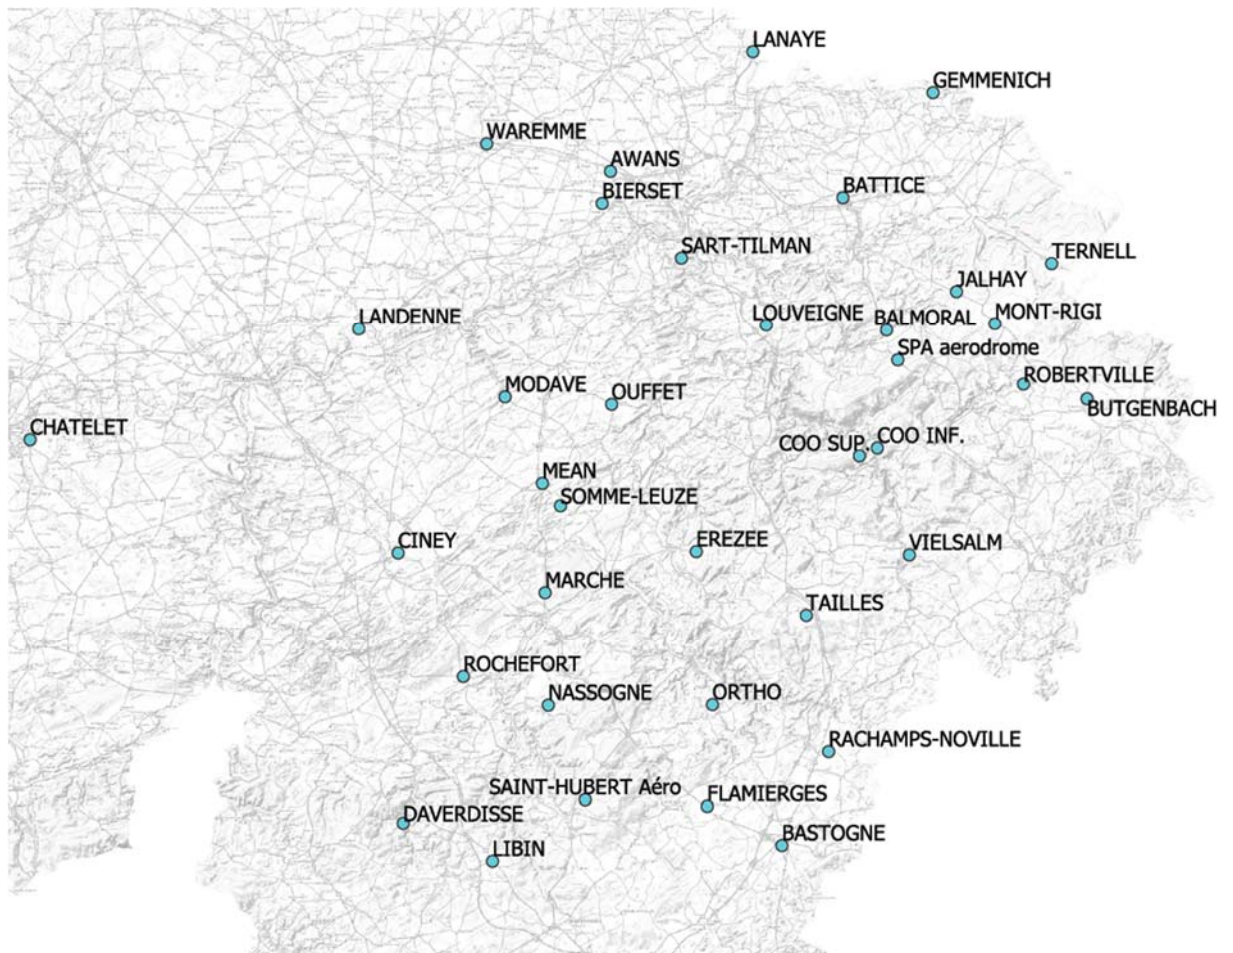 LANAYE
GEMMENICH
WAREMME
AWANS
BATTICE
BIERSET
SART-TILMAN
TERNELL
JALHAY
LANDENNE
LOUVEIGNE
BALMORAL
MONT-RIGI
SPA aerodrome
ROBERTVILLE
MODAVE
OUFFET
BUTGENBACH
CHATELET
COO SUP.
COO INF.
MEAN
SOMME-LEUZE
CINEY
EREZEE
VIELSALM
MARCHE
TAILLES
ROCHEFORT
NASSOGNE
ORTHO
RACHAMPS-NOVILLE
SAINT-HUBERT Aéro
FLAMIERGES
DAVERDISSE
BASTOGNE
LIBIN